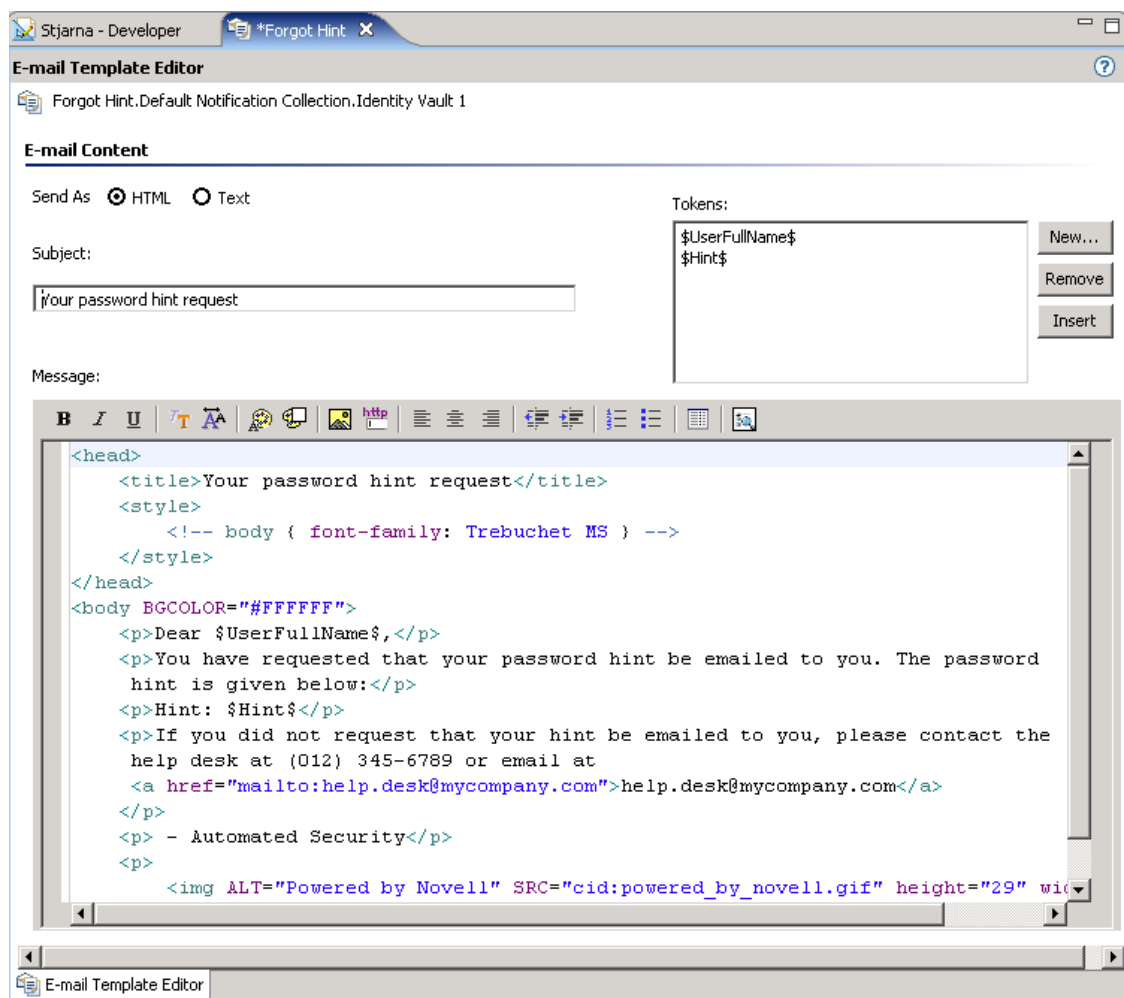 Stjarna - Developer
*Forgot Hint
E-mail Template Editor
Forgot Hint.Default Notification Collection.Identity Vault 1
E-mail Content
Send As HTML Text
Tokens:
$UserFullName$
$Hint$
New...
Remove
Insert
Subject:
Your password hint request
Message:
B I U http
<head>
<title>Your password hint request</title>
<style>
<!-- body { font-family: Trebuchet MS } -->
</style>
</head>
<body BGCOLOR="#FFFFFF">
<p>Dear $UserFullName$,</p>
<p>You have requested that your password hint be emailed to you. The password
hint is given below:</p>
<p>Hint: $Hint$</p>
<p>If you did not request that your hint be emailed to you, please contact the
help desk at (012) 345-6789 or email at
<a href="mailto:help.desk@mycompany.com">help.desk@mycompany.com</a>
</p>
<p> - Automated Security</p>
<p>
<img ALT="Powered by Novell" SRC="cid:powered_by_novell.gif" height="29" wi
E-mail Template Editor